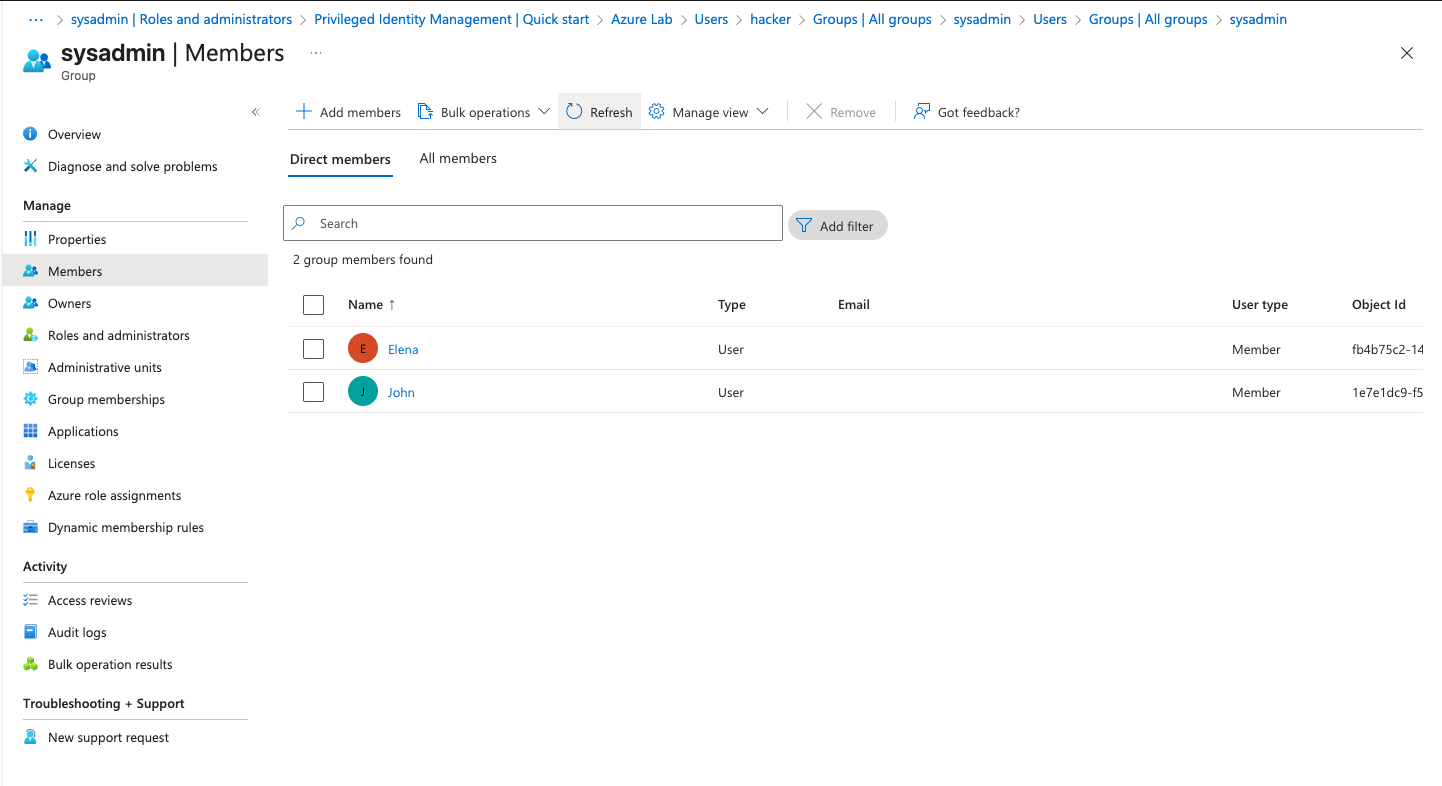 ··· > sysadmin | Roles and administrators > Privileged Identity Management | Quick start > Azure Lab > Users > hacker > Groups | All groups > sysadmin > Users > Groups | All groups > sysadmin
sysadmin | Members ···
Group
«
Add members Bulk operations Refresh Manage view Remove Got feedback?
Overview
Diagnose and solve problems
Manage
Properties
Members
Owners
Roles and administrators
Administrative units
Group memberships
Applications
Licenses
Azure role assignments
Dynamic membership rules
Activity
Access reviews
Audit logs
Bulk operation results
Troubleshooting + Support
New support request
Direct members All members
Search Add filter
2 group members found
Name ↑ Type Email User type Object Id
E Elena User Member fb4b75c2-14
J John User Member 1e7e1dc9-f5